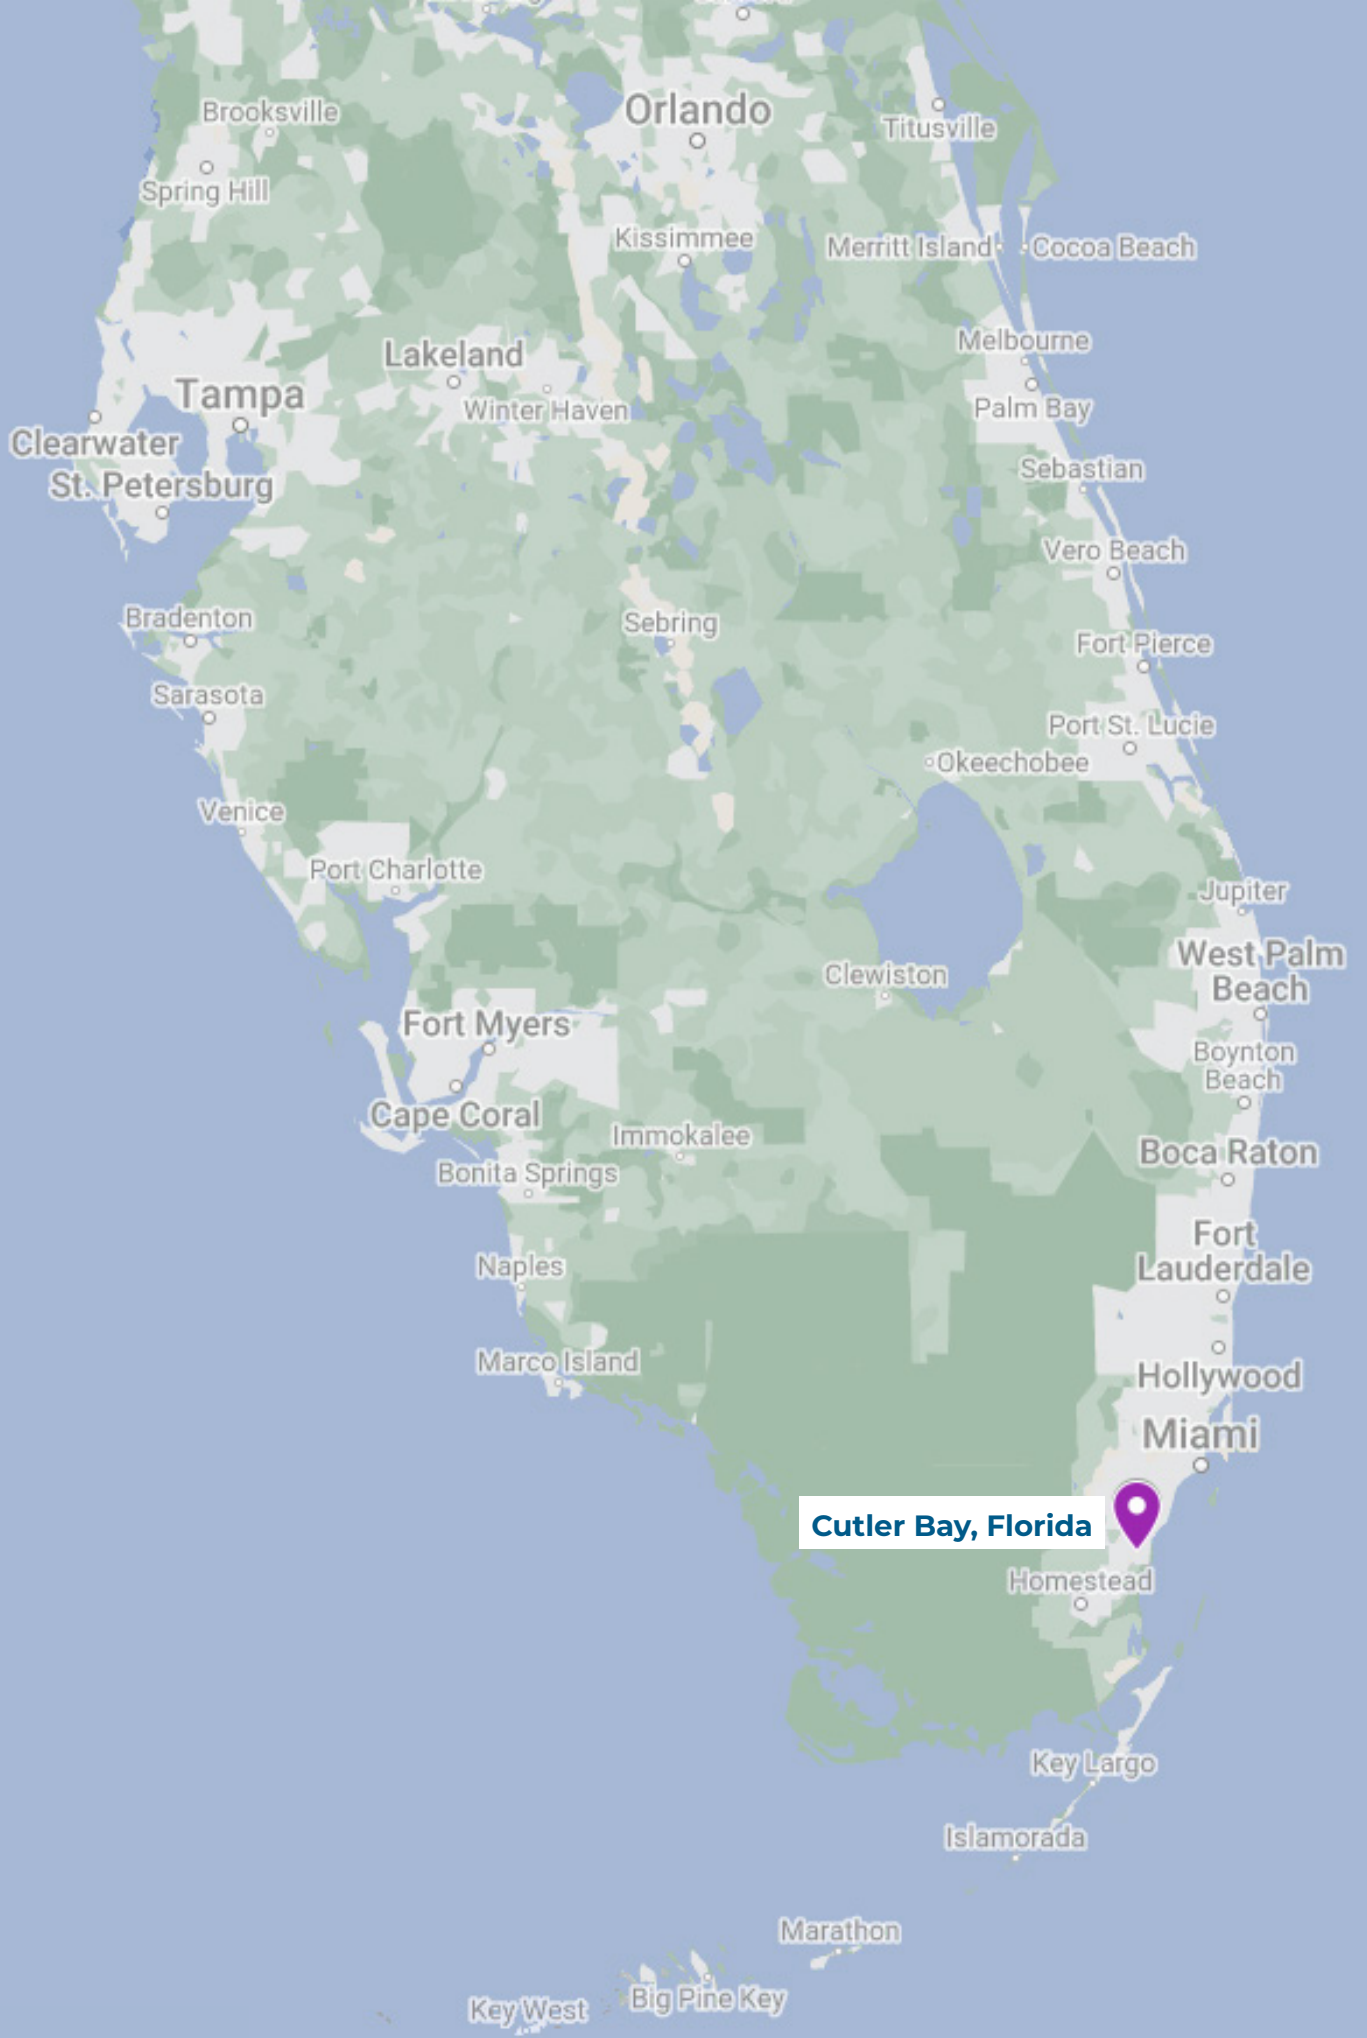 Orlando
Brooksville
Titusville
Spring Hill
Kissimmee
Merritt Island
Cocoa Beach
Melbourne
Lakeland
Tampa
Winter Haven
Palm Bay
Clearwater
St. Petersburg
Sebastian
Vero Beach
Bradenton
Sebring
Fort Pierce
Sarasota
Port St. Lucie
Okeechobee
Venice
Port Charlotte
Jupiter
West Palm
Beach
Clewiston
Fort Myers
Boynton
Beach
Cape Coral
Immokalee
Boca Raton
Bonita Springs
Fort
Lauderdale
Naples
Marco Island
Hollywood
Miami
Cutler Bay, Florida
Homestead
Key Largo
Islamorada
Marathon
Big Pine Key
Key West